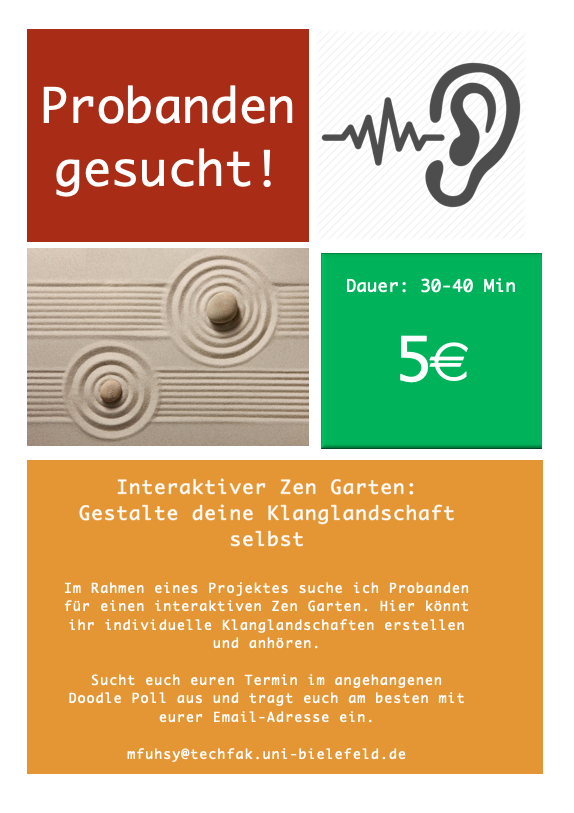 Probanden
gesucht!
Dauer: 30-40 Min
5€
Interaktiver Zen Garten:
Gestalte deine Klanglandschaft
selbst
Im Rahmen eines Projektes suche ich Probanden
für einen interaktiven Zen Garten. Hier könnt
ihr individuelle Klanglandschaften erstellen
und anhören.
Sucht euch euren Termin im angehangenen
Doodle Poll aus und tragt euch am besten mit
eurer Email-Adresse ein.
mfuhsy@techfak.uni-bielefeld.de